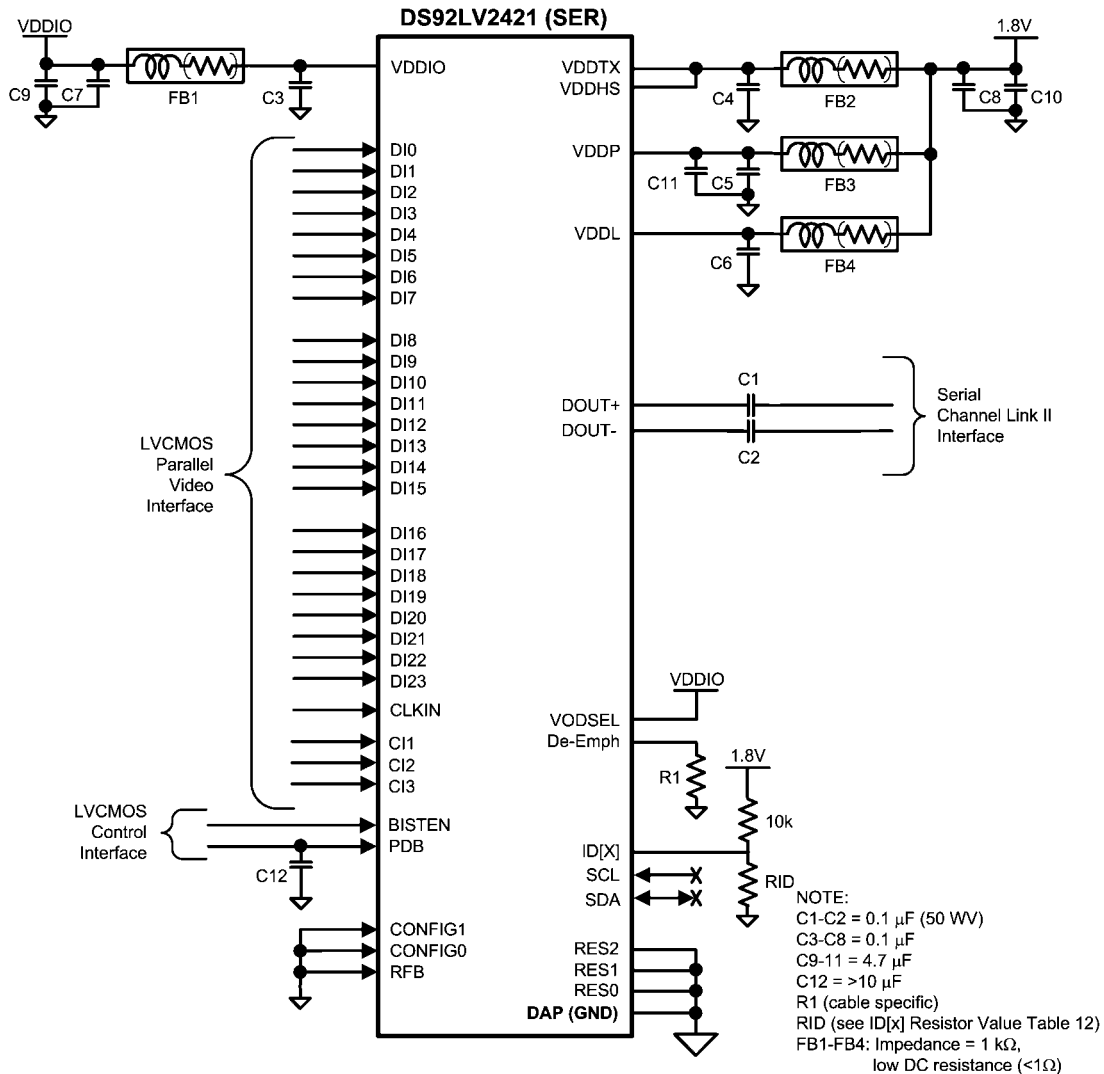 DS92LV2421 (SER)
VDDIO
C9
C7
FB1
C3
VDDIO
VDDTX
VDDHS
C4
FB2
1.8V
C8
C10
VDDP
C11
C5
FB3
VDDL
C6
FB4
DI0
DI1
DI2
DI3
DI4
DI5
DI6
DI7
DI8
DI9
DI10
DI11
DI12
DI13
DI14
DI15
DI16
DI17
DI18
DI19
DI20
DI21
DI22
DI23
CLKIN
CI1
CI2
CI3
LVCMOS
Parallel
Video
Interface
LVCMOS
Control
Interface
BISTEN
PDB
C12
CONFIG1
CONFIG0
RFB
DOUT+
DOUT-
C1
C2
Serial
Channel Link II
Interface
VDDIO
VODSEL
De-Emph
R1
1.8V
10k
ID[X]
RID
SCL
SDA
RES2
RES1
RES0
DAP (GND)
NOTE:
C1-C2 = 0.1 μF (50 WV)
C3-C8 = 0.1 μF
C9-11 = 4.7 μF
C12 = >10 μF
R1 (cable specific)
RID (see ID[x] Resistor Value Table 12)
FB1-FB4: Impedance = 1 kΩ,
low DC resistance (<1Ω)